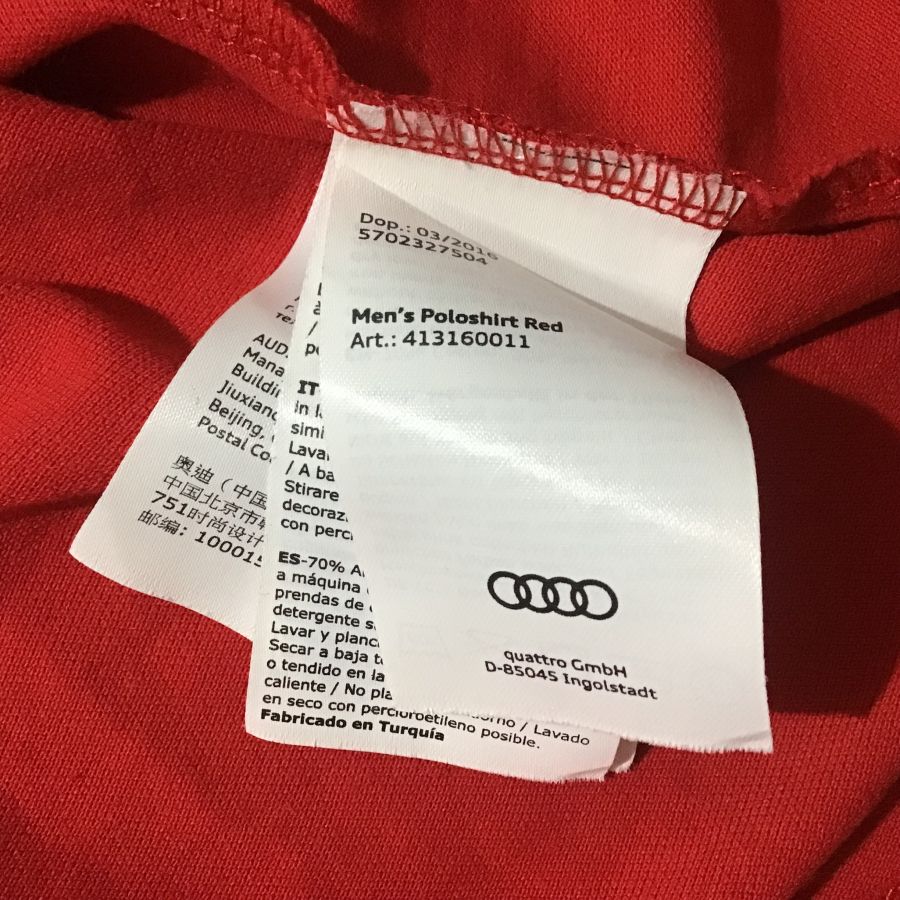 Dop.: 03/2016
5702327504
Men's Poloshirt Red
Art.: 413160011
quattro GmbH
D-85045 Ingolstadt
IT
in
simi
Lava
/ A ba
Stirare
decoraz
con perc
ES-70%
a máquina
prendas de
detergente s
Lavar y planc
Secar a baja
o tendido en la
caliente / No pla
en seco con percloroetileno posible.
/ Lavado
Fabricado en Turquía
AUD
Mana
Buildin
Jiuxian
Beijing,
Postal Co
奥迪（中国
中国北京市
751时尚设计
邮编: 100015